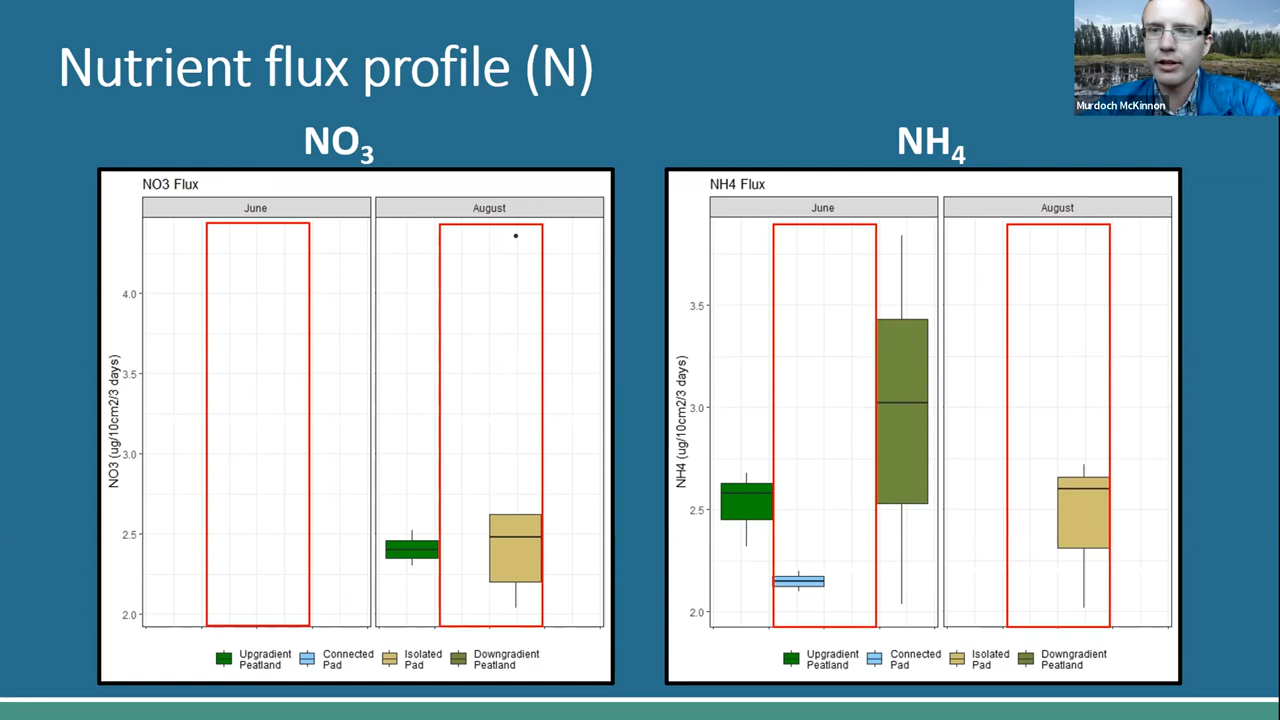 Nutrient flux profile (N)
Murdoch McKinnon
NO3
NH4
NO3 Flux
June
August
NO3 (ug/10cm2/3 days)
4.0
3.5
3.0
2.5
2.0
Upgradient Peatland
Connected Pad
Isolated Pad
Downgradient Peatland
NH4 Flux
June
August
NH4 (ug/10cm2/3 days)
3.5
3.0
2.5
2.0
Upgradient Peatland
Connected Pad
Isolated Pad
Downgradient Peatland